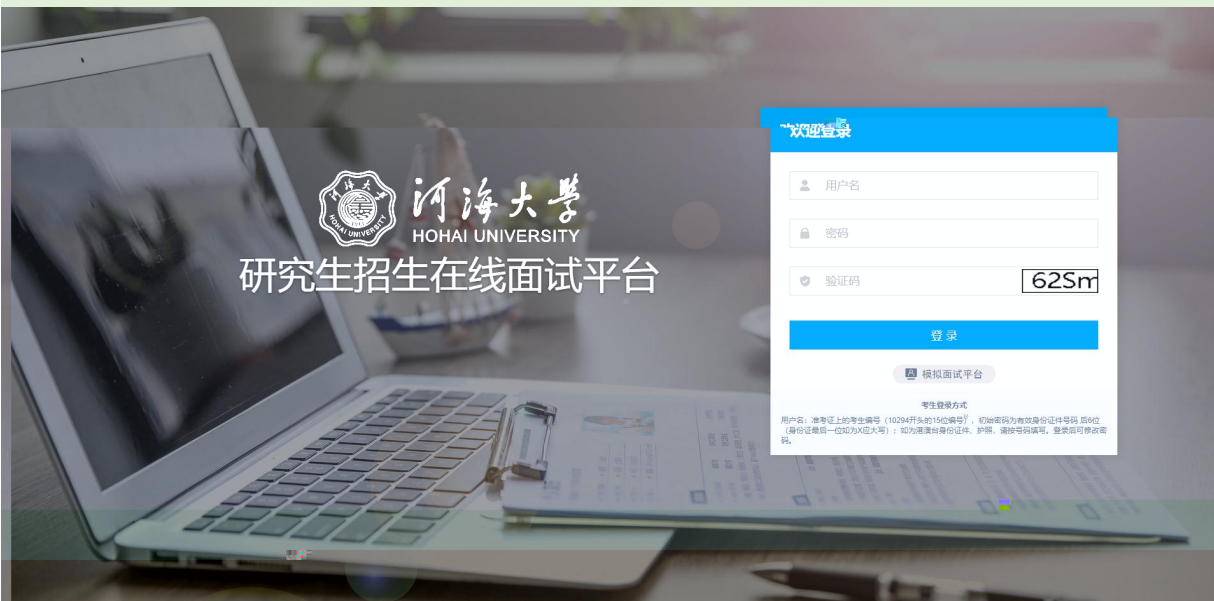 河海大學
HOHAI UNIVERSITY
研究生招生在线面试平台
欢迎登录
用户名
密码
验证码
62Sm
登 录
模拟面试平台
考生登录方式
用户名：准考证上的考生编号（10294开头的15位编号），初始密码为有效身份证件号码 后6位
（身份证最后一位如为X应大写）；如为港澳台身份证件、护照，请按号码填写。登录后可修改密
码。